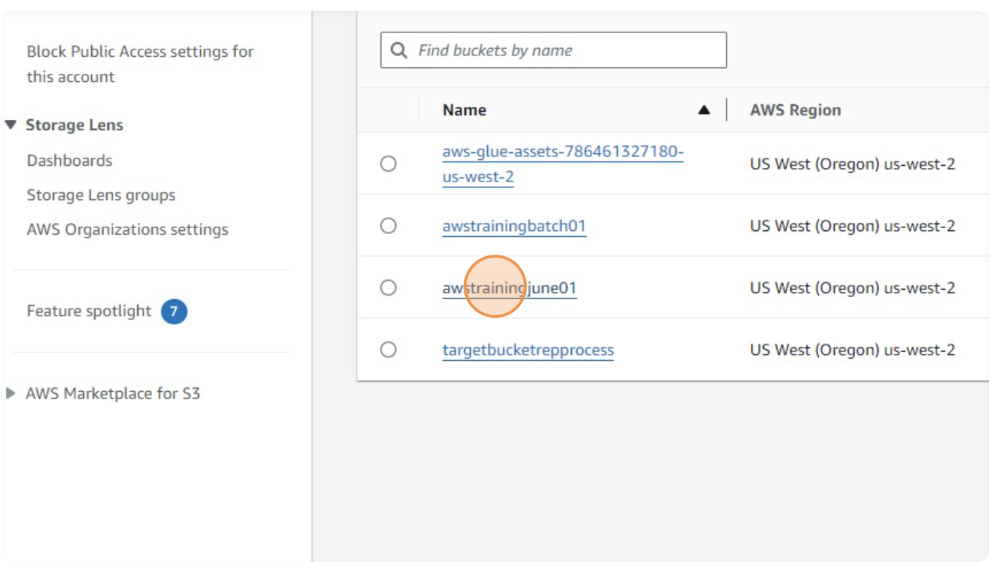 Block Public Access settings for
this account
Storage Lens
Dashboards
Storage Lens groups
AWS Organizations settings
Feature spotlight 7
AWS Marketplace for S3
Find buckets by name
Name AWS Region
aws-glue-assets-786461327180-
us-west-2 US West (Oregon) us-west-2
awstrainingbatch01 US West (Oregon) us-west-2
awstrainingjune01 US West (Oregon) us-west-2
targetbucketrepprocess US West (Oregon) us-west-2